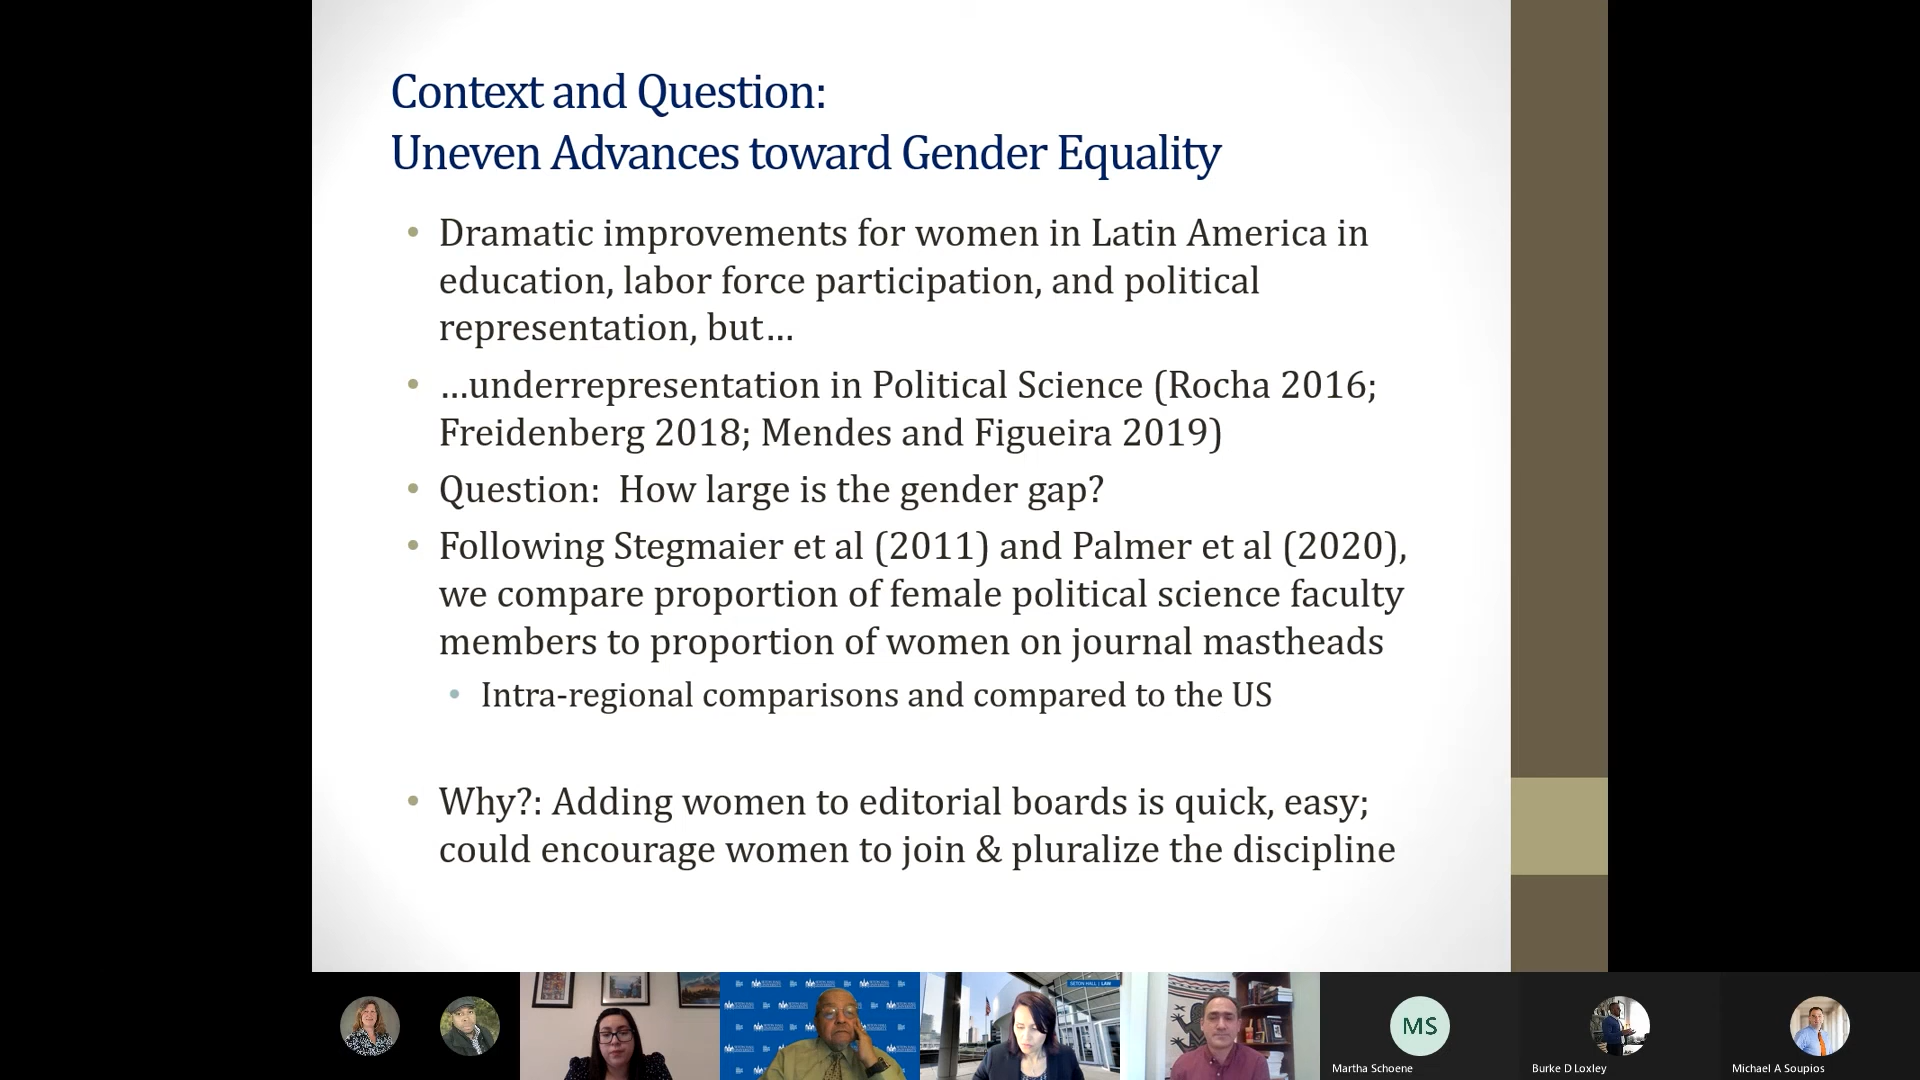 Context and Question:
Uneven Advances toward Gender Equality
• Dramatic improvements for women in Latin America in
education, labor force participation, and political
representation, but…
• …underrepresentation in Political Science (Rocha 2016;
Freidenberg 2018; Mendes and Figueira 2019)
• Question:  How large is the gender gap?
• Following Stegmaier et al (2011) and Palmer et al (2020),
we compare proportion of female political science faculty
members to proportion of women on journal mastheads
• Intra-regional comparisons and compared to the US
• Why?: Adding women to editorial boards is quick, easy;
could encourage women to join & pluralize the discipline
SETON HALL | LAW
MS
Martha Schoene
Burke D Loxley
Michael A Soupios